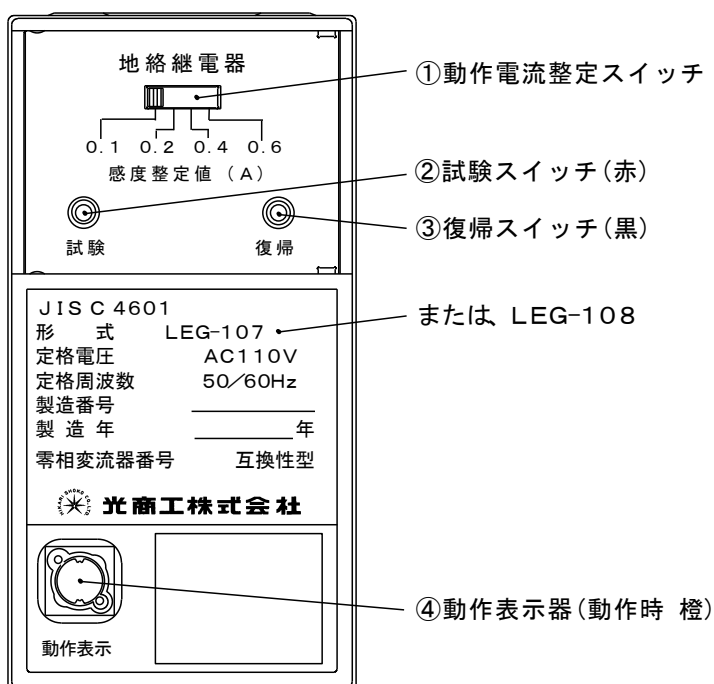 地絡継電器
0.1 0.2 0.4 0.6
感度整定値(A)
試験 復帰
JIS C 4601
形 式 LEG-107
定格電圧 AC110V
定格周波数 50/60Hz
製造番号
製造年 年
零相変流器番号 互換性型
HIKARI SHOKO CO.,LTD. 光商工株式会社
動作表示
①動作電流整定スイッチ
②試験スイッチ(赤)
③復帰スイッチ(黒)
または、LEG-108
④動作表示器(動作時 橙)